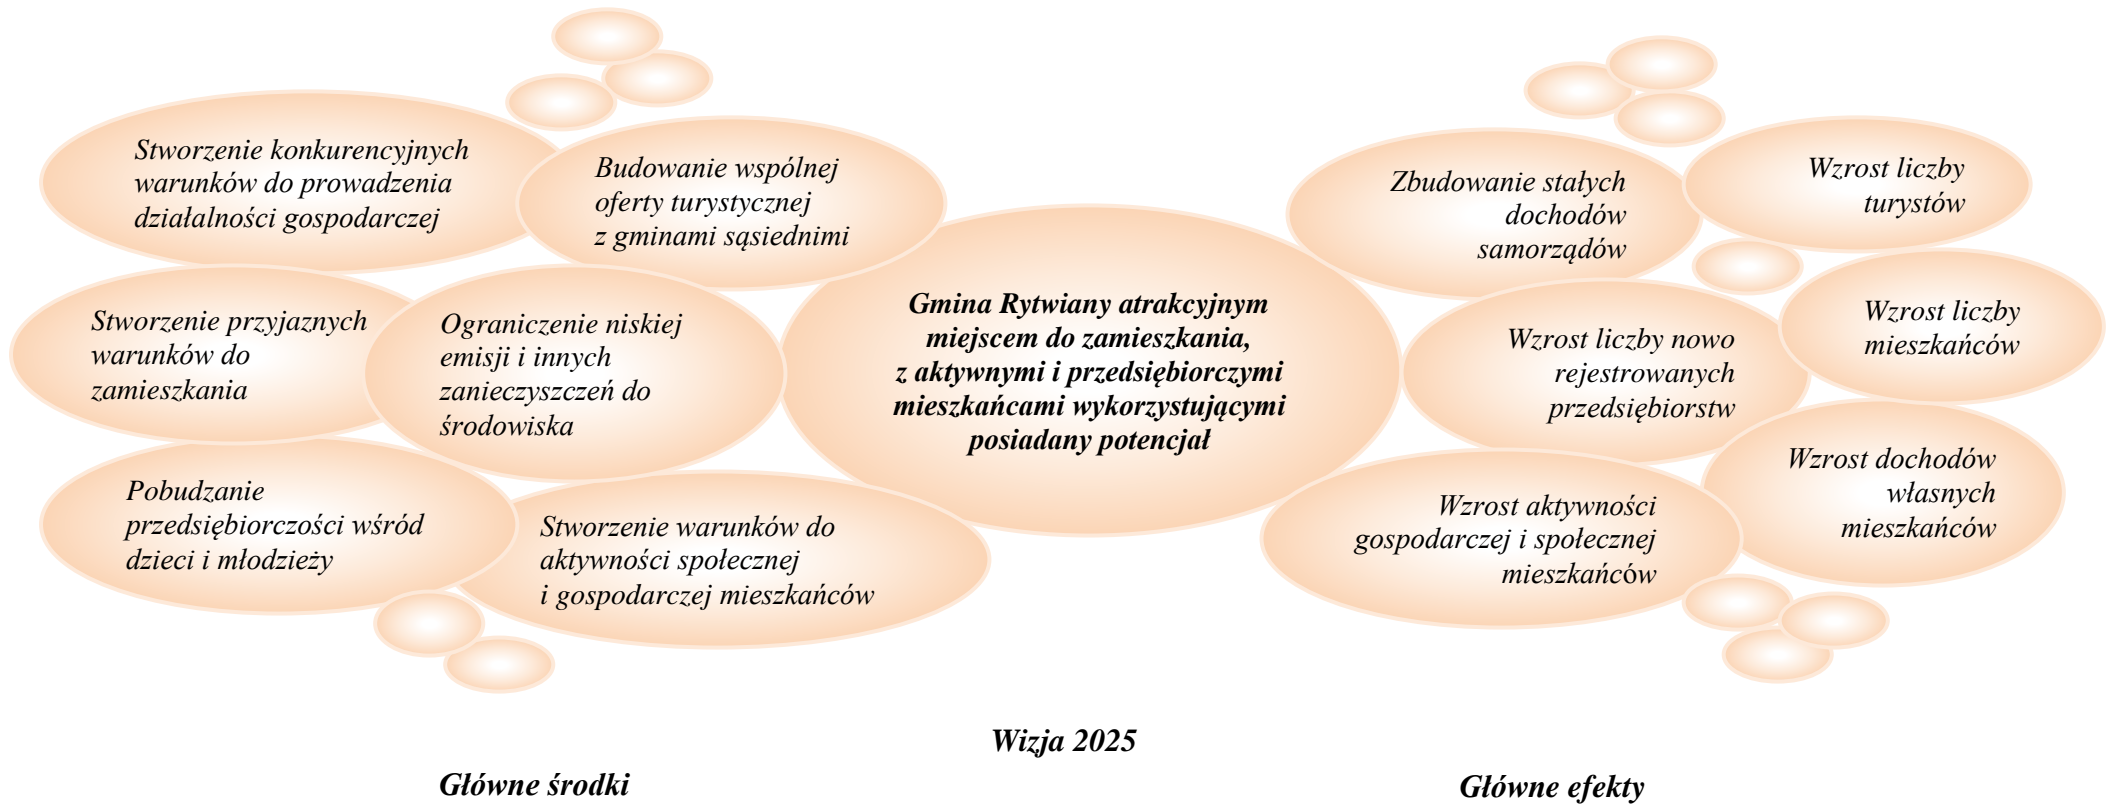 Stworzenie konkurencyjnych
warunków do prowadzenia
działalności gospodarczej
Budowanie wspólnej
oferty turystycznej
z gminami sąsiednimi
Stworzenie przyjaznych
warunków do
zamieszkania
Ograniczenie niskiej
emisji i innych
zanieczyszczeń do
środowiska
Pobudzanie
przedsiębiorczości wśród
dzieci i młodzieży
Stworzenie warunków do
aktywności społecznej
i gospodarczej mieszkańców
Gmina Rytwiany atrakcyjnym
miejscem do zamieszkania,
z aktywnymi i przedsiębiorczymi
mieszkańcami wykorzystującymi
posiadany potencjał
Zbudowanie stałych
dochodów
samorządów
Wzrost liczby
turystów
Wzrost liczby nowo
rejestrowanych
przedsiębiorstw
Wzrost liczby
mieszkańców
Wzrost aktywności
gospodarczej i społecznej
mieszkańców
Wzrost dochodów
własnych
mieszkańców
Wizja 2025
Główne środki
Główne efekty